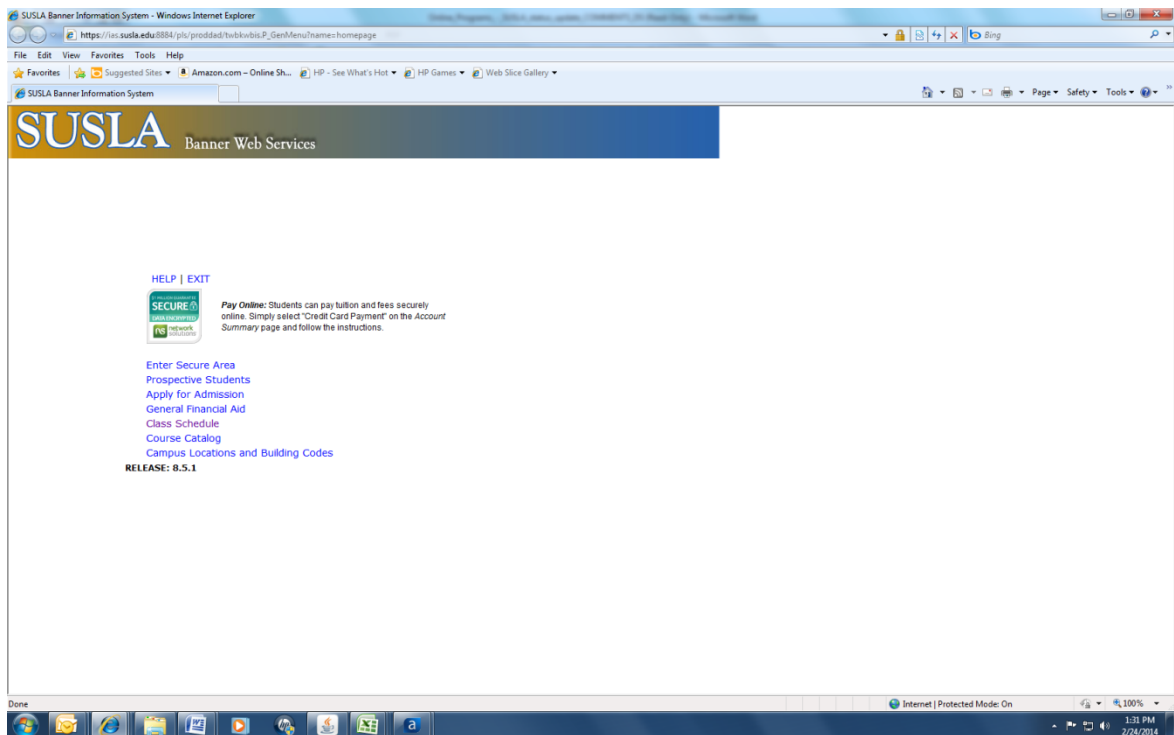 SUSLA Banner Information System - Windows Internet Explorer
https://ias.susla.edu:8884/pls/proddad/twbkwbis.P_GenMenu?name=homepage
Bing
File Edit View Favorites Tools Help
Favorites Suggested Sites Amazon.com – Online Sh... HP - See What's Hot HP Games Web Slice Gallery
SUSLA Banner Information System
Page Safety Tools
SUSLA Banner Web Services
HELP | EXIT
SECURE
DATA ENCRYPTED
network
solutions
Pay Online: Students can pay tuition and fees securely
online. Simply select "Credit Card Payment" on the Account
Summary page and follow the instructions.
Enter Secure Area
Prospective Students
Apply for Admission
General Financial Aid
Class Schedule
Course Catalog
Campus Locations and Building Codes
RELEASE: 8.5.1
Done
Internet | Protected Mode: On
100%
1:31 PM
2/24/2014